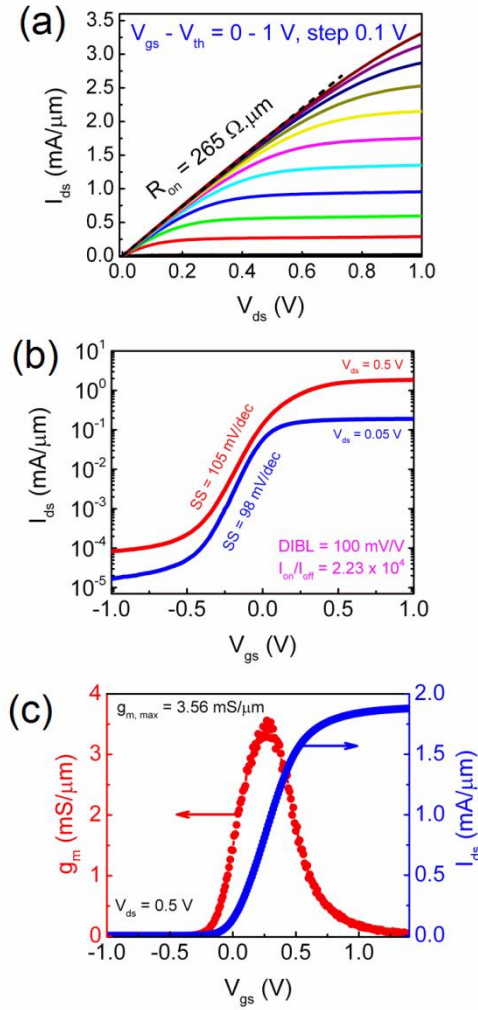 (a)
V_gs - V_th = 0 - 1 V, step 0.1 V
3.5
3.0
2.5
2.0
1.5
1.0
0.5
0
I_ds (mA/μm)
R_on = 265 Ω.μm
0.0 0.2 0.4 0.6 0.8 1.0
V_ds (V)
(b)
10^1
10^0
10^-1
10^-2
10^-3
10^-4
10^-5
I_ds (mA/μm)
V_ds = 0.5 V
V_ds = 0.05 V
SS = 105 mV/dec
SS = 98 mV/dec
DIBL = 100 mV/V
I_on/I_off = 2.23 x 10^4
-1.0 -0.5 0.0 0.5 1.0
V_gs (V)
(c)
g_m, max = 3.56 mS/μm
4
3
2
1
0
g_m (mS/μm)
2.0
1.5
1.0
0.5
0.0
I_ds (mA/μm)
V_ds = 0.5 V
-1.0 -0.5 0.0 0.5 1.0
V_gs (V)